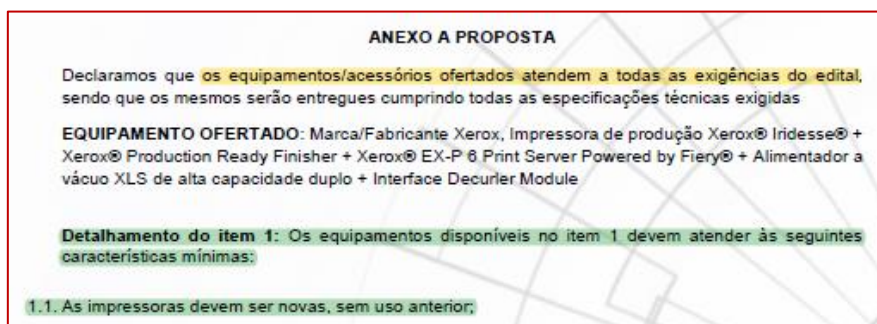 ANEXO A PROPOSTA
Declaramos que os equipamentos/acessórios ofertados atendem a todas as exigências do edital,
sendo que os mesmos serão entregues cumprindo todas as especificações técnicas exigidas
EQUIPAMENTO OFERTADO: Marca/Fabricante Xerox, Impressora de produção Xerox® Iridesse® +
Xerox® Production Ready Finisher + Xerox® EX-P 6 Print Server Powered by Fiery® + Alimentador a
vácuo XLS de alta capacidade duplo + Interface Decurler Module
Detalhamento do item 1: Os equipamentos disponíveis no item 1 devem atender às seguintes
características mínimas:
1.1. As impressoras devem ser novas, sem uso anterior;